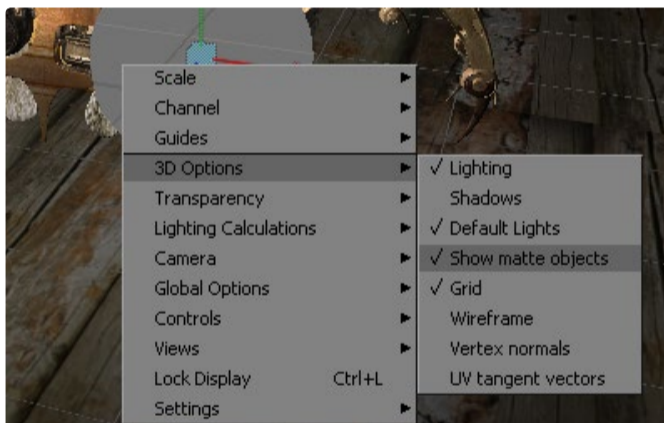 Scale
Channel
Guides
3D Options
Transparency
Lighting Calculations
Camera
Global Options
Controls
Views
Lock Display Ctrl+L
Settings
✓ Lighting
Shadows
✓ Default Lights
✓ Show matte objects
✓ Grid
Wireframe
Vertex normals
UV tangent vectors